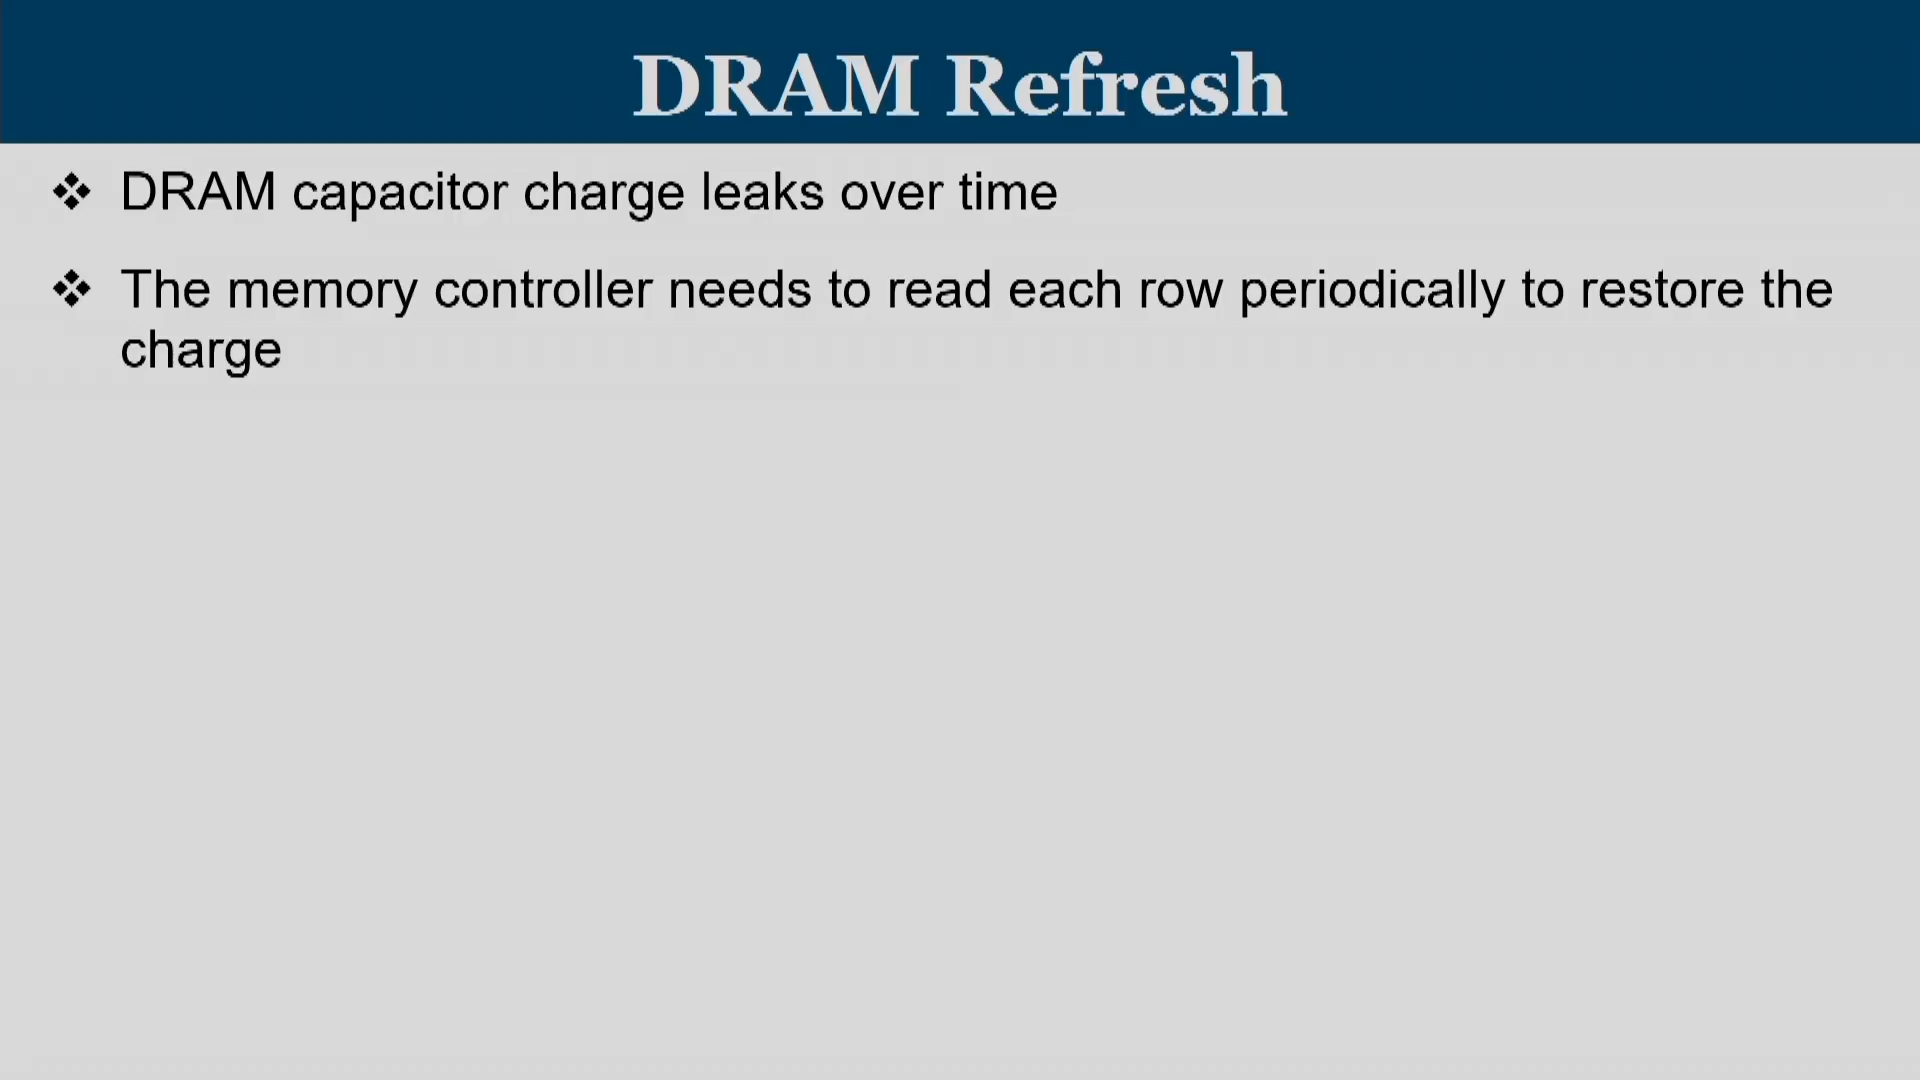 DRAM Refresh
❖ DRAM capacitor charge leaks over time
❖ The memory controller needs to read each row periodically to restore the
charge